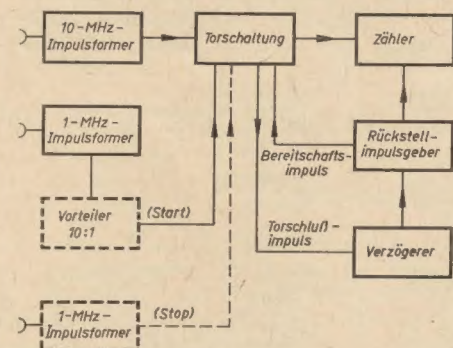 10-MHz-
Impulsformer
Torschaltung
Zähler
1-MHz-
Impulsformer
Rückstell-
impulsgeber
Bereitschafts-
impuls
Vorteiler
10:1
(Start)
Torschluß-
impuls
Verzögerer
1-MHz-
Impulsformer
(Stop)